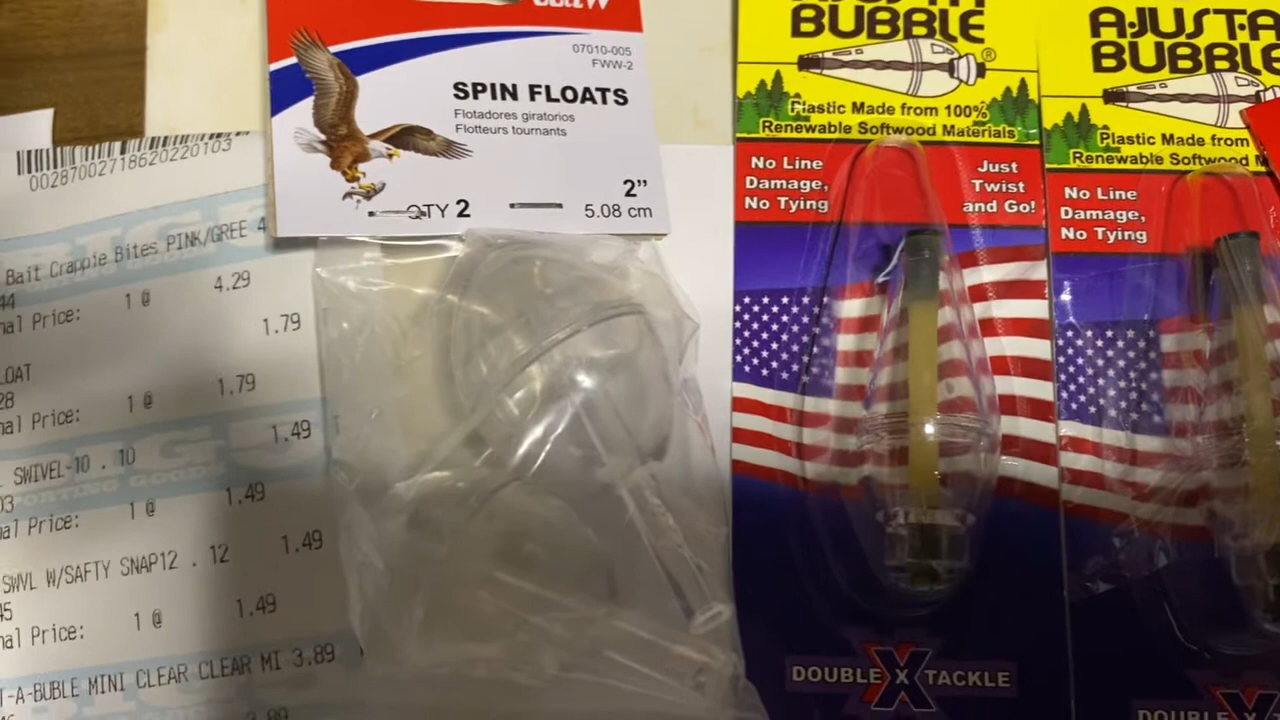 00287002718620220103
Bait Crappie Bites PINK/GREE 4
44
nal Price: 1 @ 4.29
1.79
LOAT
28
nal Price: 1 @ 1.79
1.49
SWIVEL-10 . 10
03
nal Price: 1 @ 1.49
1.49
SWVL W/SAFTY SNAP12 . 12
45
nal Price: 1 @ 1.49
T-A-BUBLE MINI CLEAR CLEAR MI 3.89
07010-005
FWW-2
SPIN FLOATS
Flotadores giratorios
Flotteurs tournants
QTY 2
2"
5.08 cm
BUBBLE®
Plastic Made from 100%
Renewable Softwood Materials
No Line
Damage,
No Tying
Just
Twist
and Go!
DOUBLE X TACKLE
A·JUST·A
BUBBLE
Plastic Made from
Renewable Softwood M
No Line
Damage,
No Tying
DOUBLE X